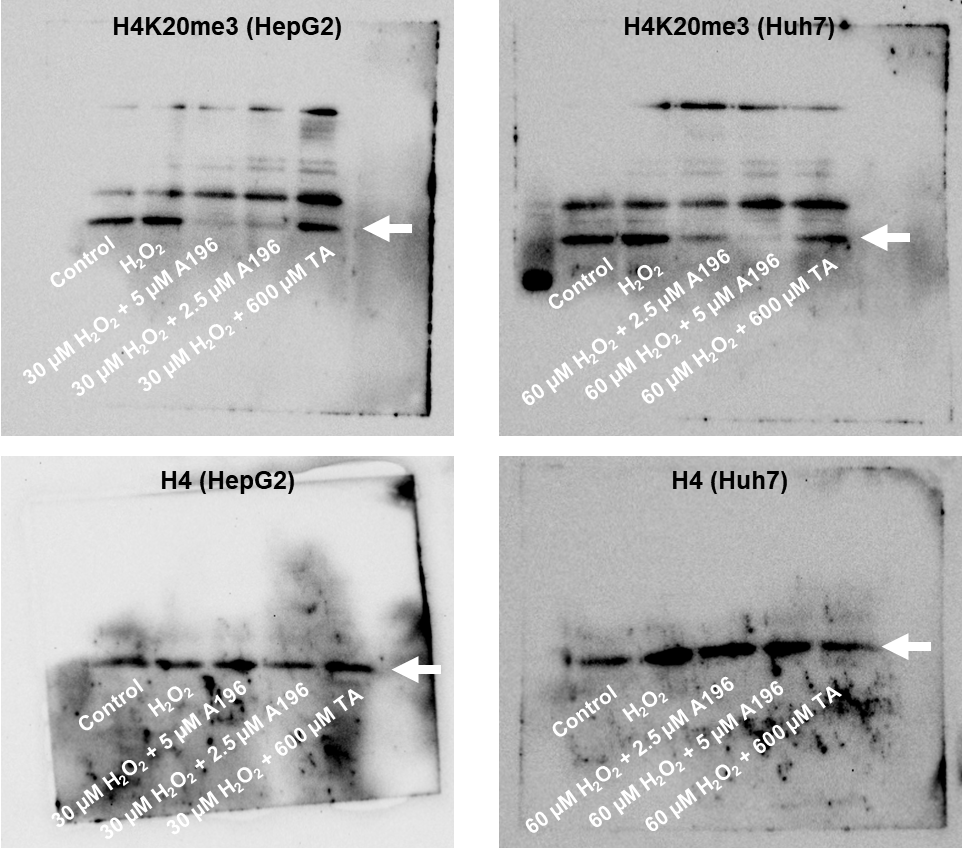 H4K20me3 (HepG2)
Control
H₂O₂
30 µM H₂O₂ + 5 µM A196
30 µM H₂O₂ + 2.5 µM A196
30 µM H₂O₂ + 600 µM TA
H4K20me3 (Huh7)
Control
H₂O₂
60 µM H₂O₂ + 2.5 µM A196
60 µM H₂O₂ + 5 µM A196
60 µM H₂O₂ + 600 µM TA
H4 (HepG2)
Control
H₂O₂
30 µM H₂O₂ + 5 µM A196
30 µM H₂O₂ + 2.5 µM A196
30 µM H₂O₂ + 600 µM TA
H4 (Huh7)
Control
H₂O₂
60 µM H₂O₂ + 2.5 µM A196
60 µM H₂O₂ + 5 µM A196
60 µM H₂O₂ + 600 µM TA